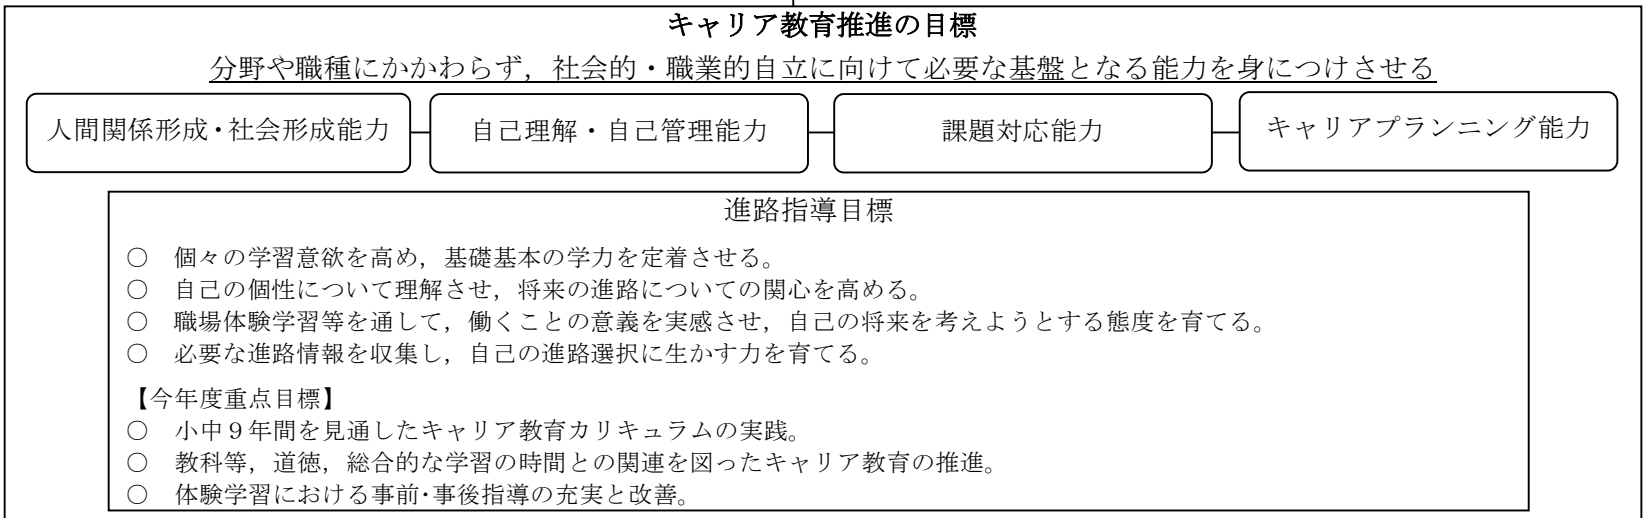 キャリア教育推進の目標
分野や職種にかかわらず，社会的・職業的自立に向けて必要な基盤となる能力を身につけさせる
人間関係形成・社会形成能力
自己理解・自己管理能力
課題対応能力
キャリアプランニング能力
進路指導目標
○　個々の学習意欲を高め，基礎基本の学力を定着させる。
○　自己の個性について理解させ，将来の進路についての関心を高める。
○　職場体験学習等を通して，働くことの意義を実感させ，自己の将来を考えようとする態度を育てる。
○　必要な進路情報を収集し，自己の進路選択に生かす力を育てる。
【今年度重点目標】
○　小中９年間を見通したキャリア教育カリキュラムの実践。
○　教科等，道徳，総合的な学習の時間との関連を図ったキャリア教育の推進。
○　体験学習における事前･事後指導の充実と改善。